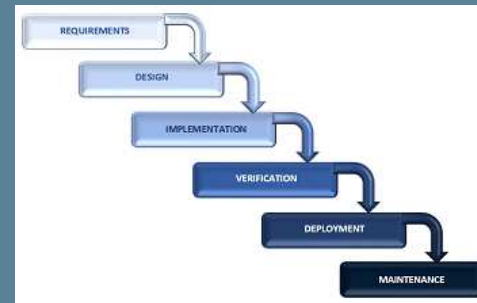 REQUIREMENTS
DESIGN
IMPLEMENTATION
VERIFICATION
DEPLOYMENT
MAINTENANCE